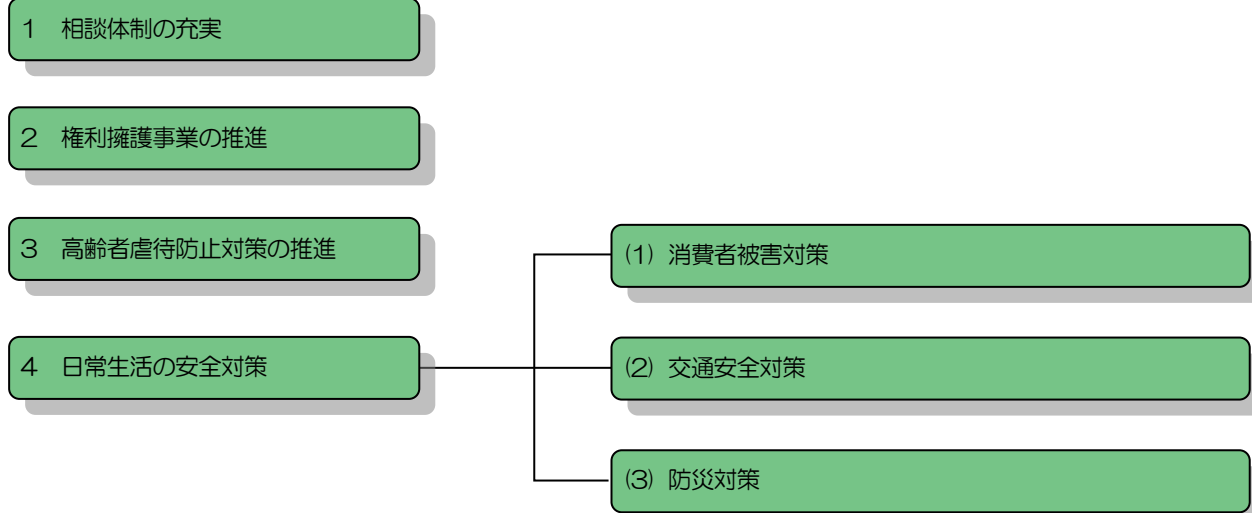 １　相談体制の充実
２　権利擁護事業の推進
３　高齢者虐待防止対策の推進
４　日常生活の安全対策
⑴ 消費者被害対策
⑵ 交通安全対策
⑶ 防災対策